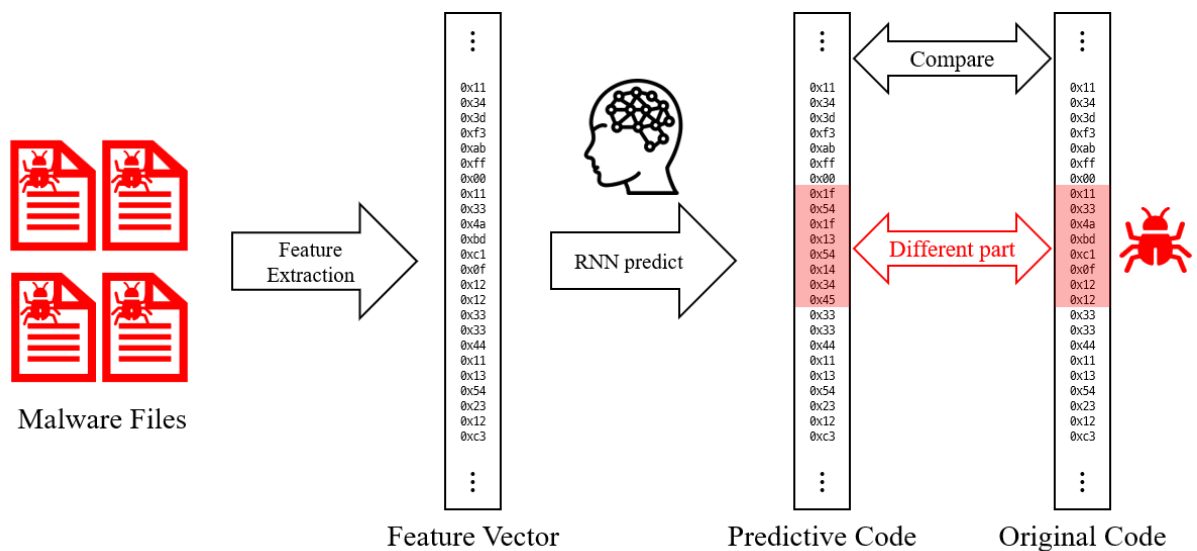 Malware Files
Feature
Extraction
⋮
0x11
0x34
0x3d
0xf3
0xab
0xff
0x00
0x11
0x33
0x4a
0xbd
0xc1
0x0f
0x12
0x12
0x33
0x33
0x44
0x11
0x13
0x54
0x23
0x12
0xc3
⋮
Feature Vector
RNN predict
⋮
0x11
0x34
0x3d
0xf3
0xab
0xff
0x00
0x1f
0x54
0x1f
0x13
0x54
0x14
0x34
0x45
0x33
0x33
0x44
0x11
0x13
0x54
0x23
0x12
0xc3
⋮
Predictive Code
Compare
Different part
⋮
0x11
0x34
0x3d
0xf3
0xab
0xff
0x00
0x11
0x33
0x4a
0xbd
0xc1
0x0f
0x12
0x12
0x33
0x33
0x44
0x11
0x13
0x54
0x23
0x12
0xc3
⋮
Original Code